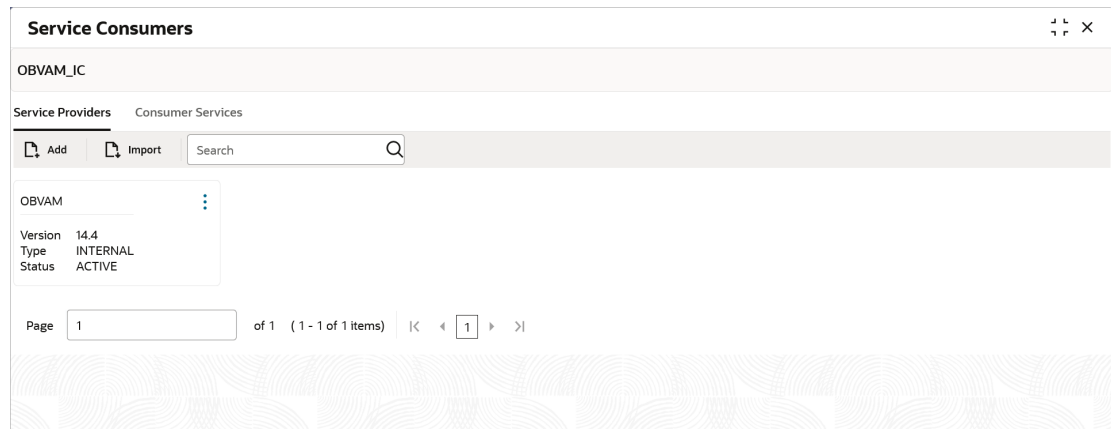 Service Consumers
OBVAM_IC
Service Providers Consumer Services
Add Import Search
OBVAM
Version 14.4
Type INTERNAL
Status ACTIVE
Page 1 of 1 ( 1 - 1 of 1 items) 1